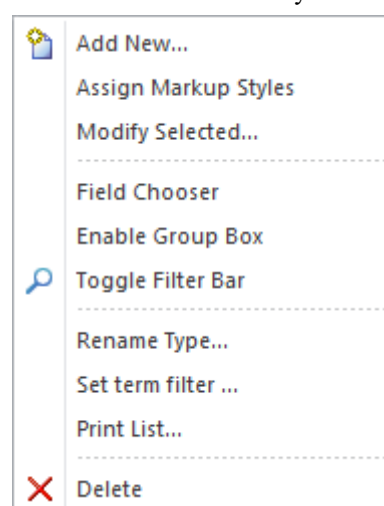 Add New...
Assign Markup Styles
Modify Selected...
Field Chooser
Enable Group Box
Toggle Filter Bar
Rename Type...
Set term filter ...
Print List...
Delete